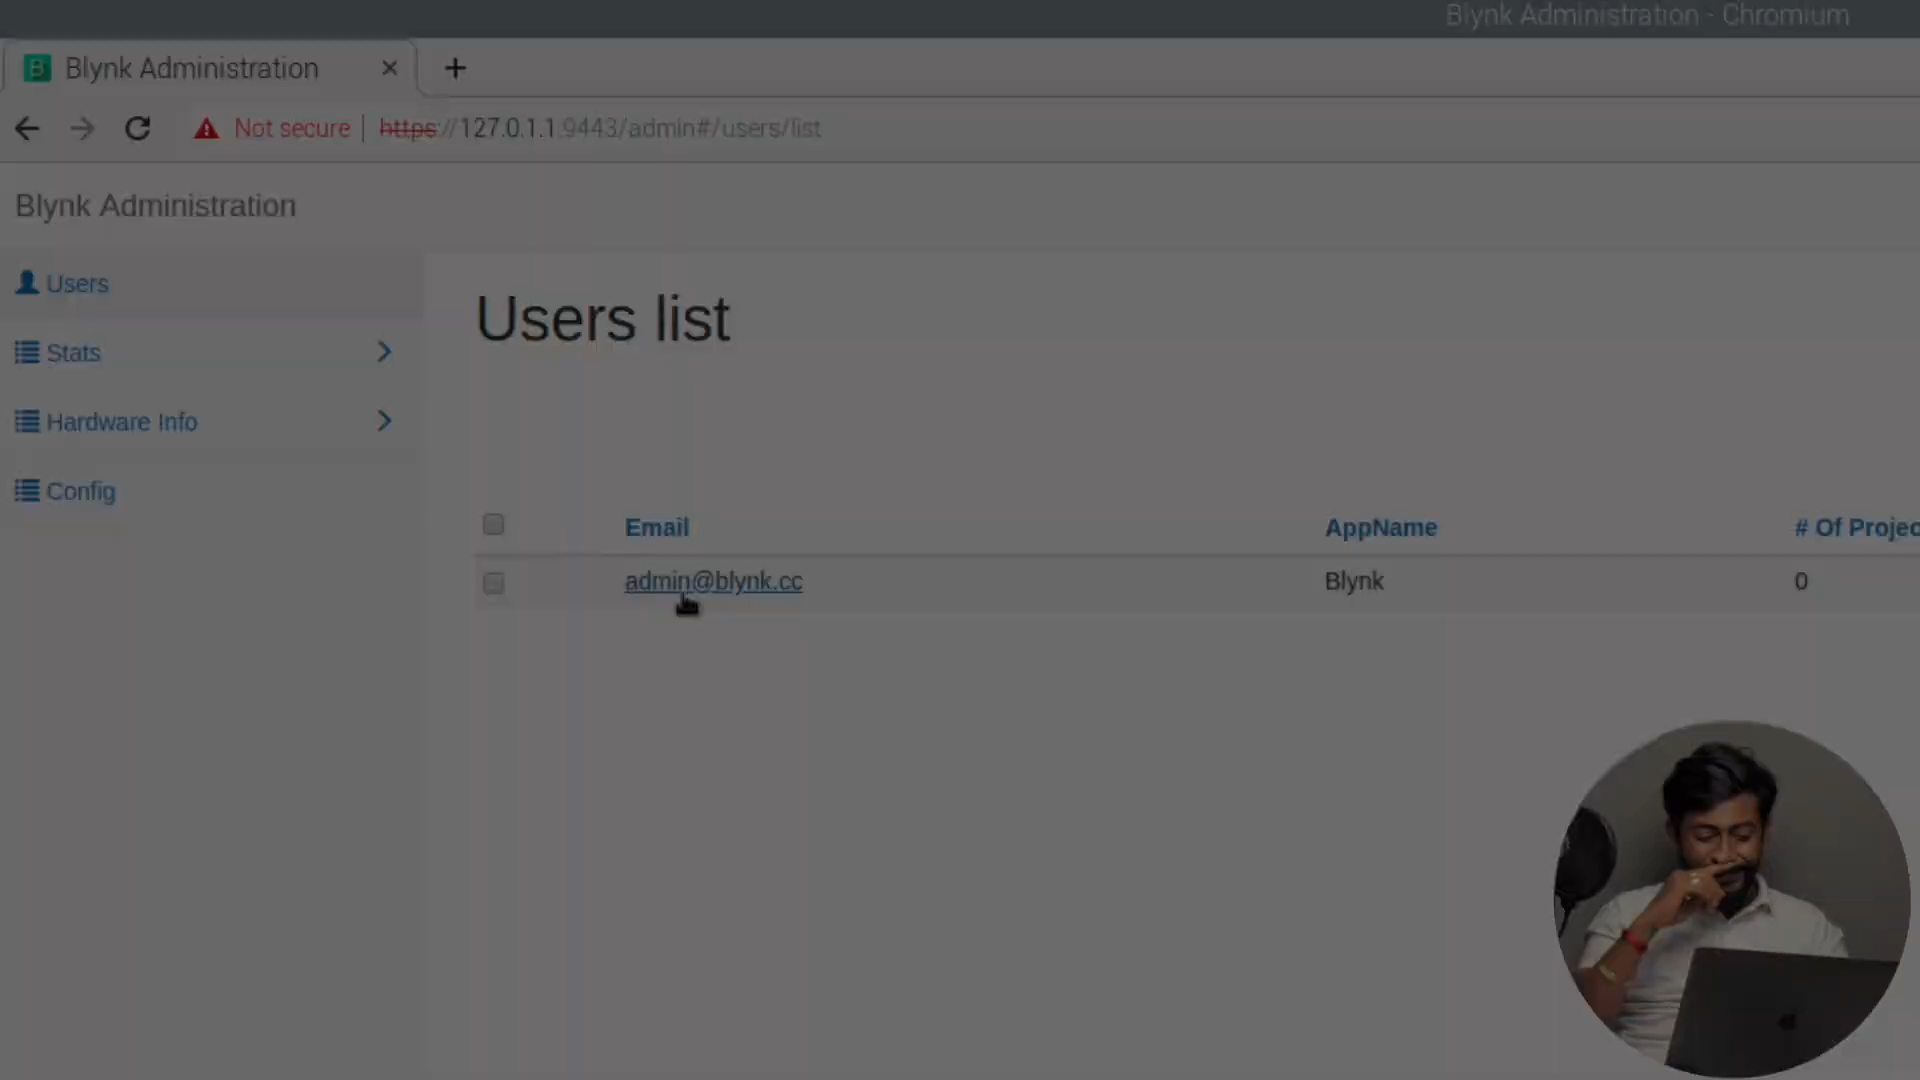 Blynk Administration - Chromium
B Blynk Administration
Not secure | https://127.0.1.1:9443/admin#/users/list
Blynk Administration
Users
Stats
Hardware Info
Config
Users list
Email AppName # Of Projec
admin@blynk.cc Blynk 0